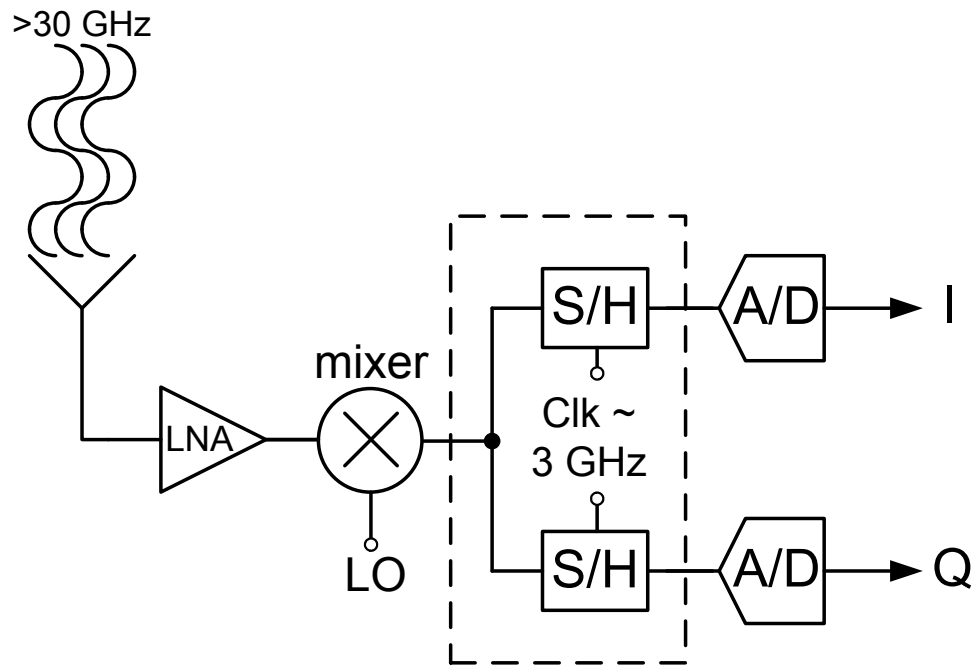 >30 GHz
mixer
LNA
LO
S/H
Clk ~
3 GHz
S/H
A/D
I
A/D
Q